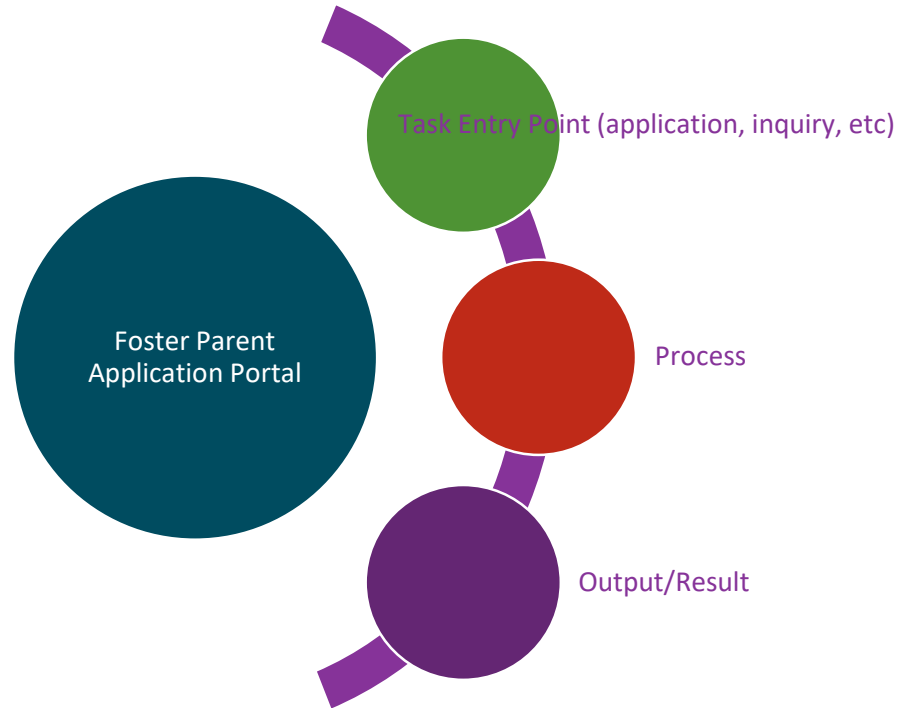 Task Entry Point (application, inquiry, etc)
Foster Parent
Application Portal
Process
Output/Result